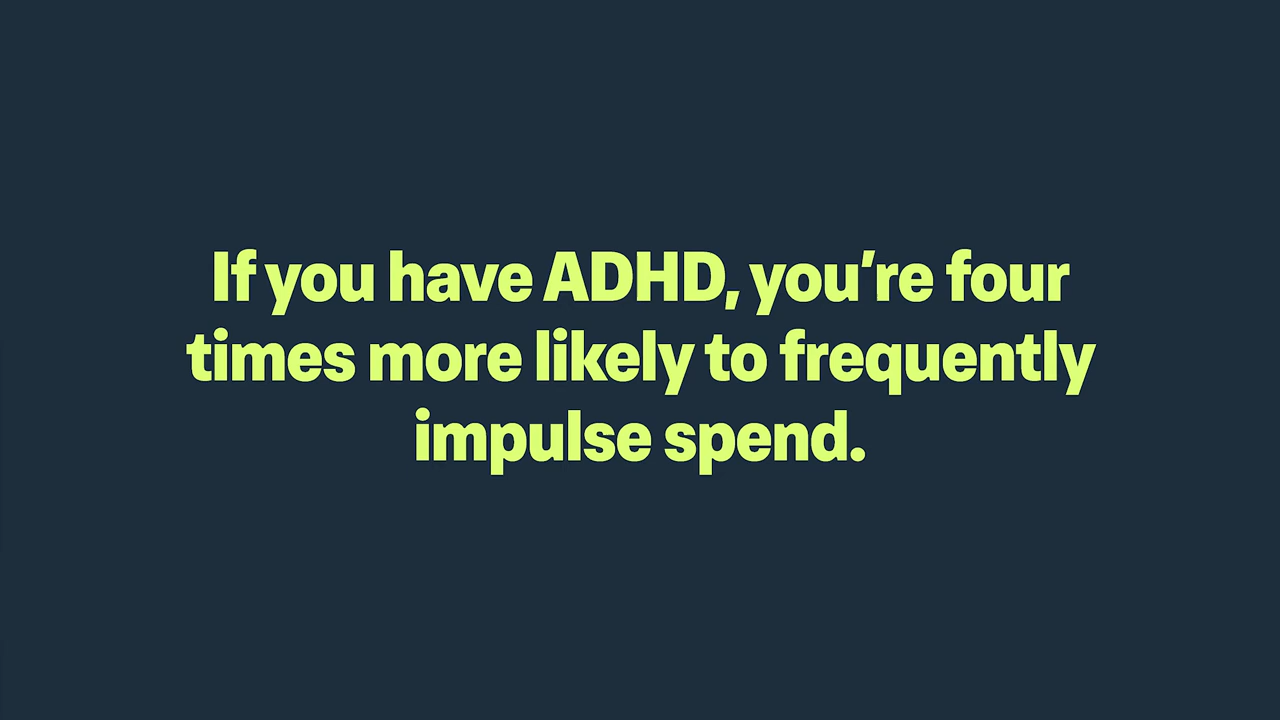 If you have ADHD, you’re four
times more likely to frequently
impulse spend.